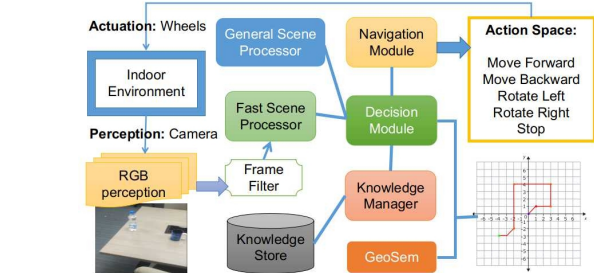 Actuation: Wheels
Indoor
Environment
Perception: Camera
RGB
perception
Frame
Filter
General Scene
Processor
Fast Scene
Processor
Knowledge
Store
Navigation
Module
Decision
Module
Knowledge
Manager
GeoSem
Action Space:
Move Forward
Move Backward
Rotate Left
Rotate Right
Stop